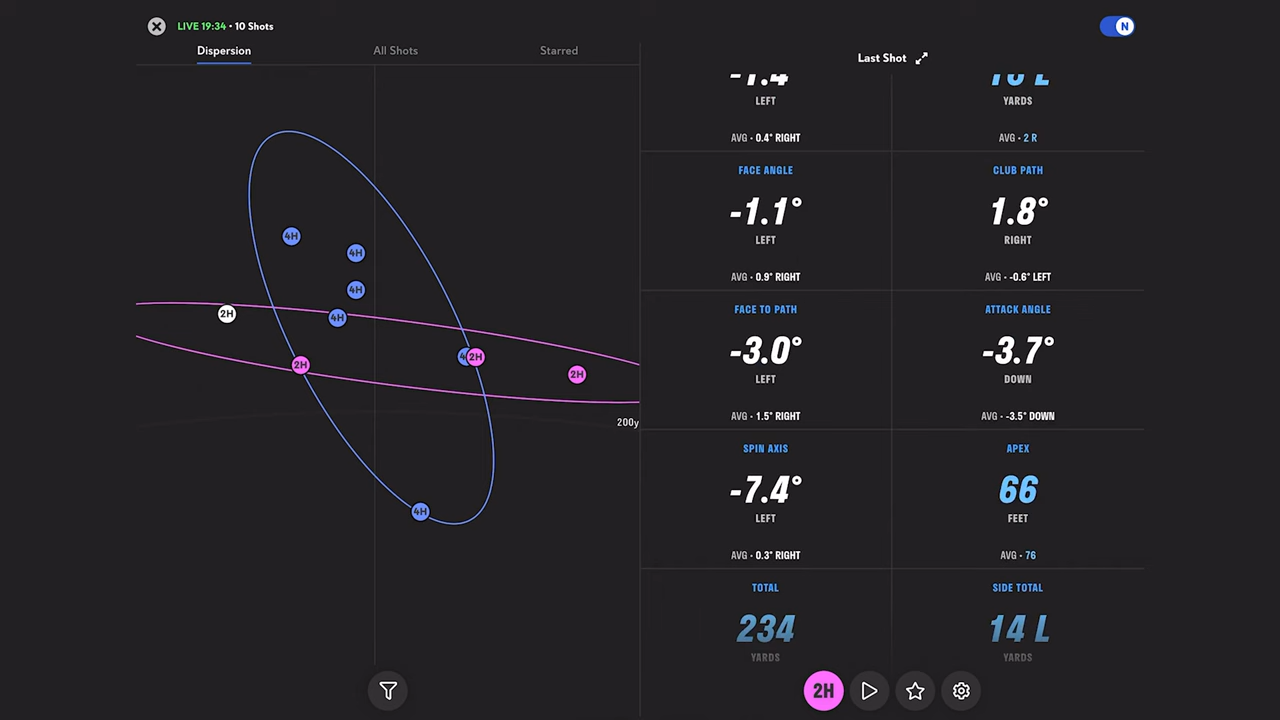 LIVE 19:34 • 10 Shots
N
Dispersion
All Shots
Starred
4H
4H
4H
2H
4H
2H
2H
2H
200y
4H
Last Shot
LEFT
YARDS
AVG • 0.4° RIGHT
AVG • 2 R
FACE ANGLE
CLUB PATH
-1.1°
1.8°
LEFT
RIGHT
AVG • 0.9° RIGHT
AVG • -0.6° LEFT
FACE TO PATH
ATTACK ANGLE
-3.0°
-3.7°
LEFT
DOWN
AVG • 1.5° RIGHT
AVG • -3.5° DOWN
SPIN AXIS
APEX
-7.4°
66
LEFT
FEET
AVG • 0.3° RIGHT
AVG • 76
TOTAL
SIDE TOTAL
234
14 L
YARDS
YARDS
2H